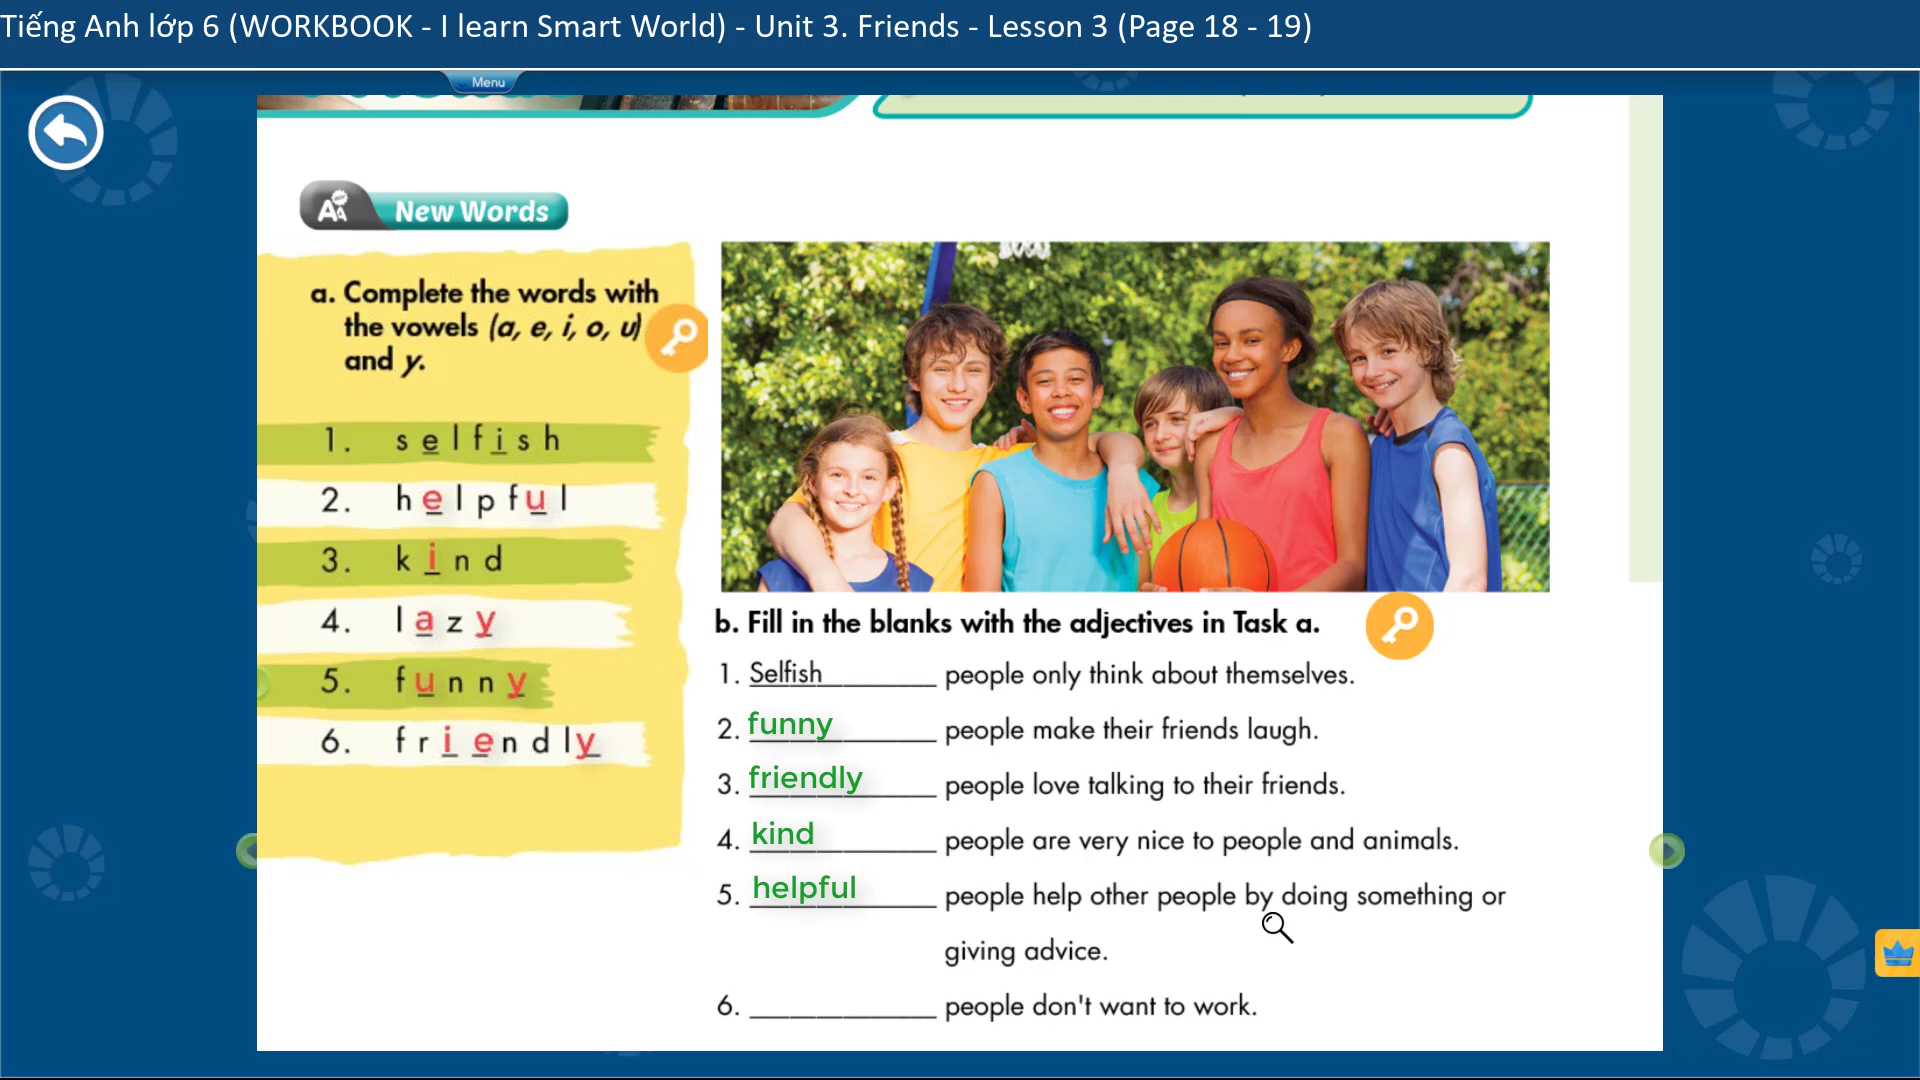 Tiếng Anh lớp 6 (WORKBOOK - I learn Smart World) - Unit 3. Friends - Lesson 3 (Page 18 - 19)
Menu
New Words
a. Complete the words with
the vowels (a, e, i, o, u)
and y.
1. s e l f i s h
2. h e l p f u l
3. k i n d
4. l a z y
5. f u n n y
6. f r i e n d l y
b. Fill in the blanks with the adjectives in Task a.
1. Selfish people only think about themselves.
2. funny people make their friends laugh.
3. friendly people love talking to their friends.
4. kind people are very nice to people and animals.
5. helpful people help other people by doing something or
giving advice.
6. ____________ people don't want to work.